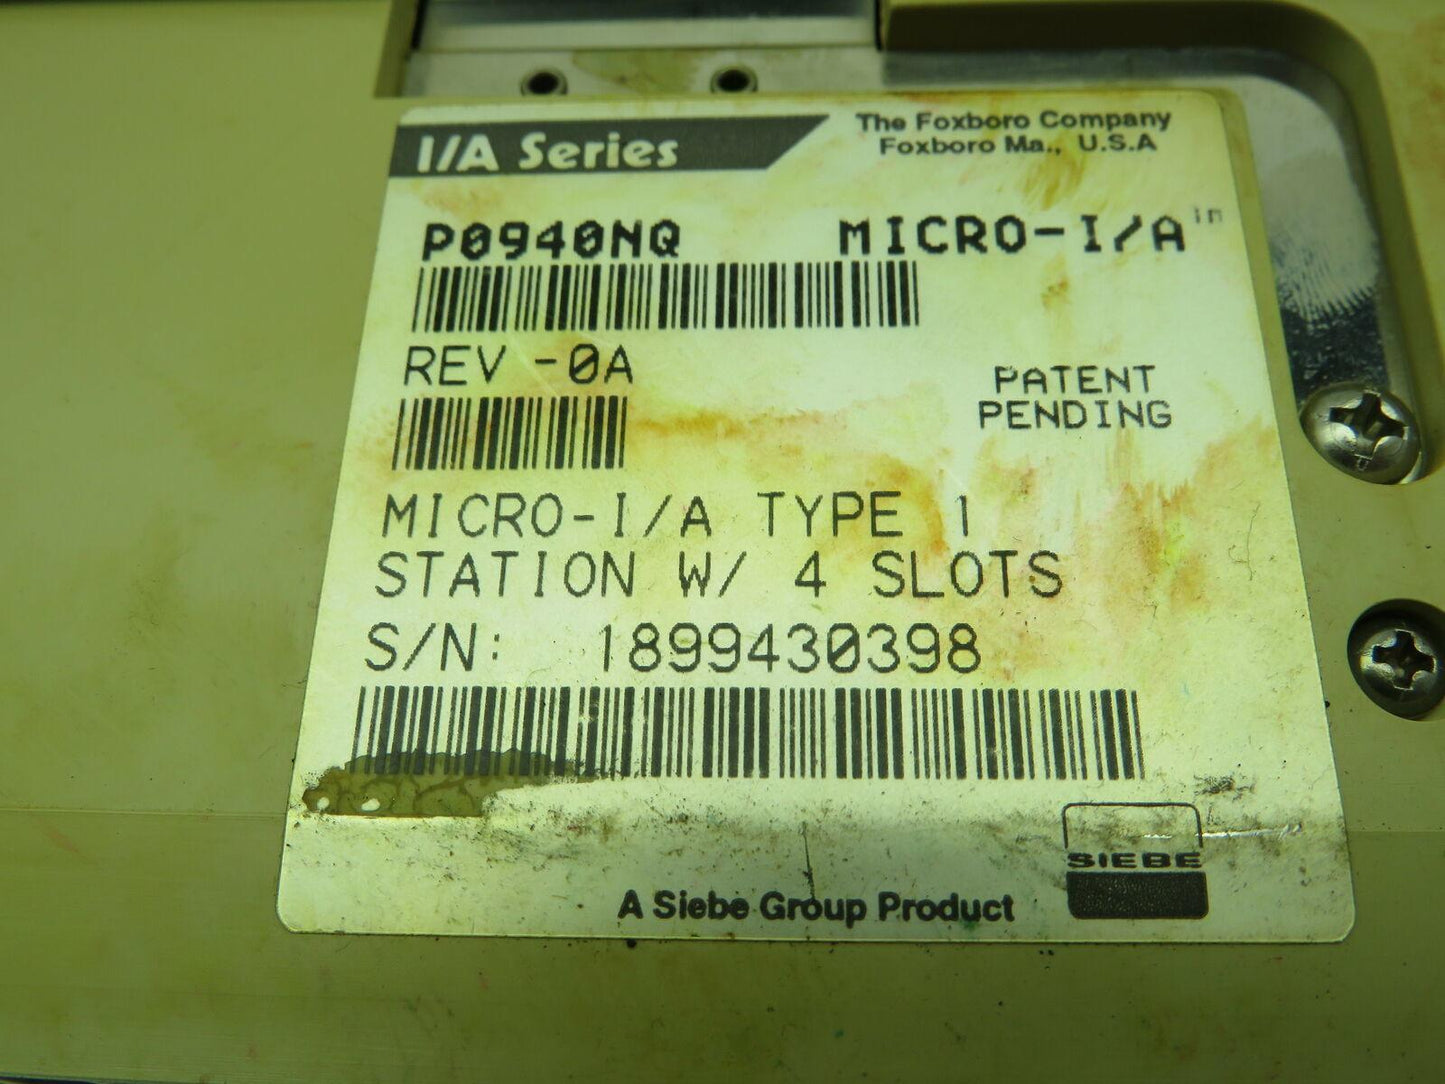 I/A Series
The Foxboro Company
Foxboro Ma., U.S.A
P0940NQ MICRO-I/A tm
REV -0A
PATENT
PENDING
MICRO-I/A TYPE 1
STATION W/ 4 SLOTS
S/N: 1899430398
SIEBE
A Siebe Group Product